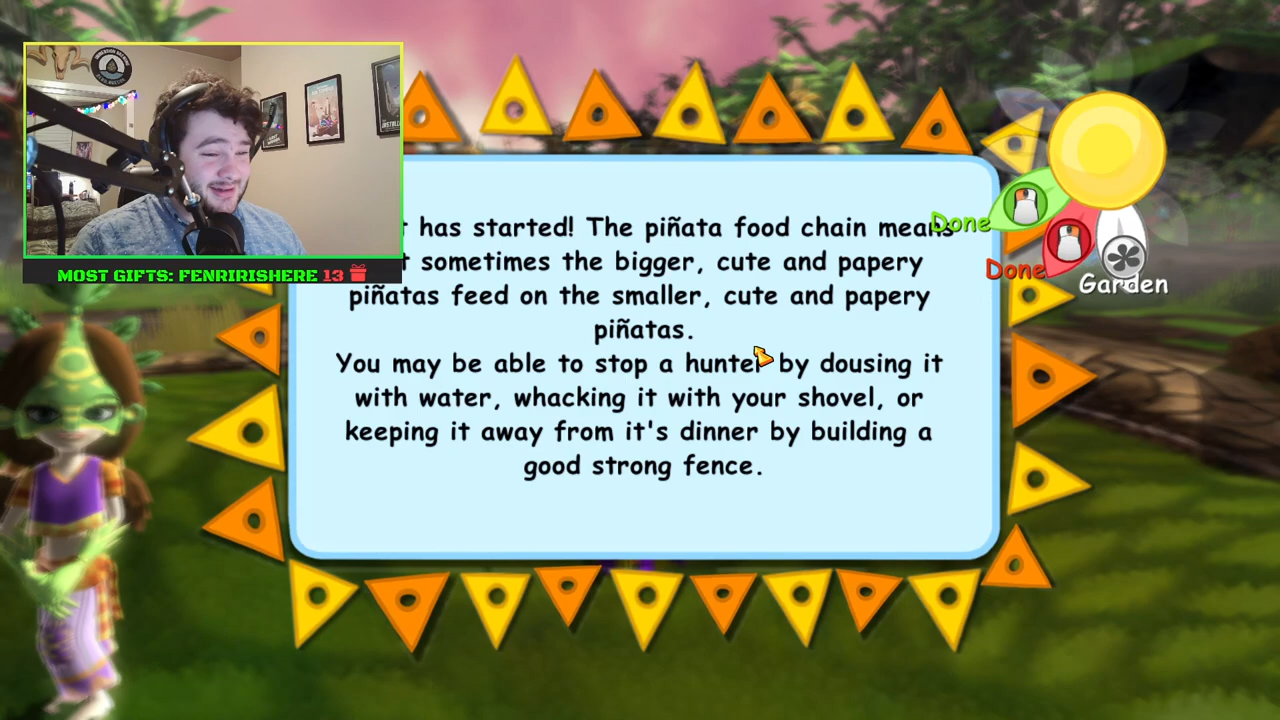 MOST GIFTS: FENRIRISHERE 13
has started! The piñata food chain means
sometimes the bigger, cute and papery
piñatas feed on the smaller, cute and papery
piñatas.
You may be able to stop a hunter by dousing it
with water, whacking it with your shovel, or
keeping it away from it's dinner by building a
good strong fence.
Done
Done
Garden